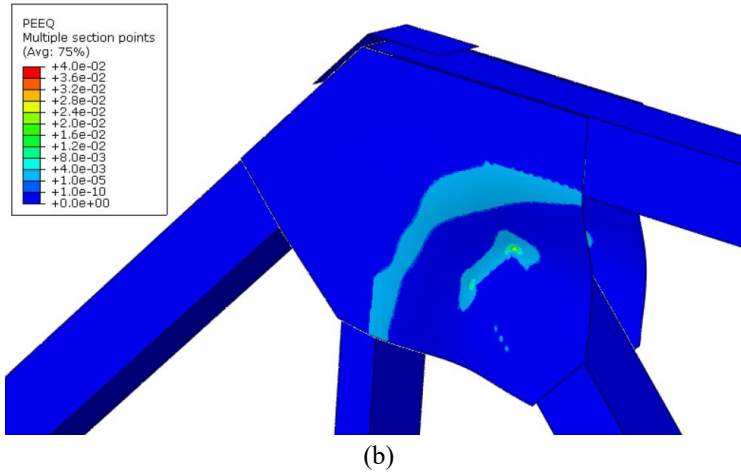 PEEQ
Multiple section points
(Avg: 75%)
+4.0e-02
+3.6e-02
+3.2e-02
+2.8e-02
+2.4e-02
+2.0e-02
+1.6e-02
+1.2e-02
+8.0e-03
+4.0e-03
+1.0e-05
+1.0e-10
+0.0e+00
(b)